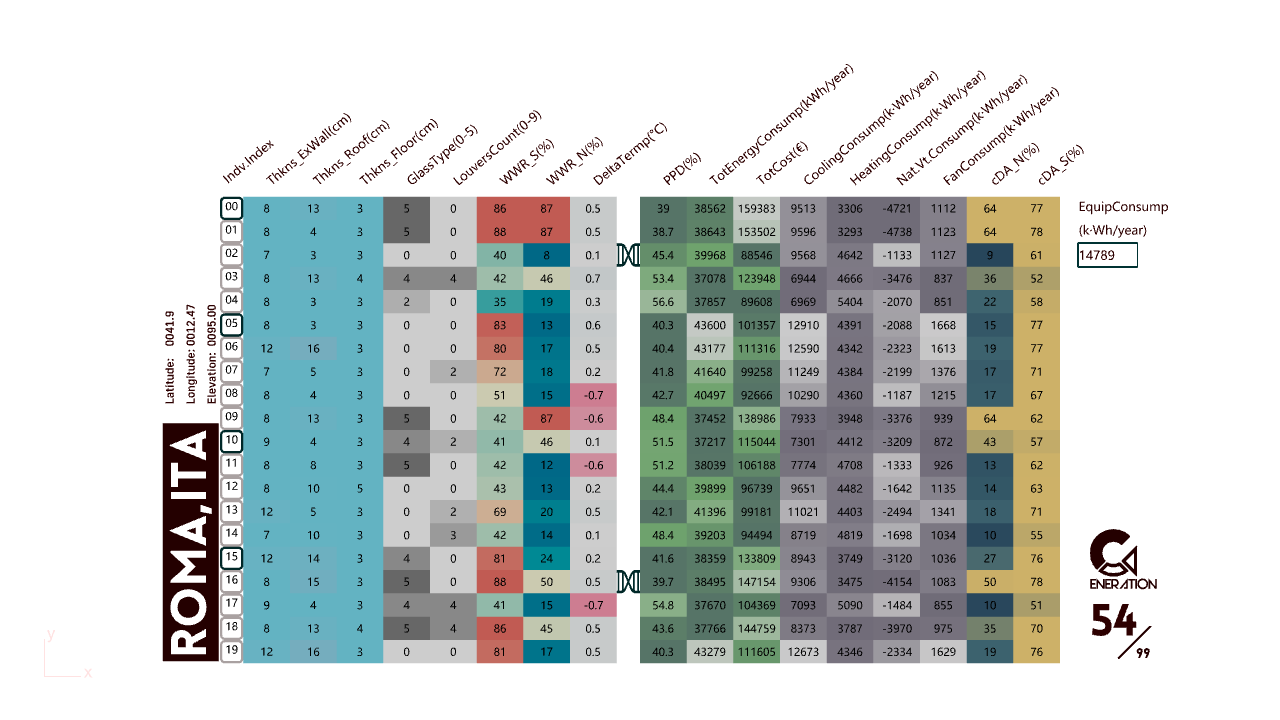 Indv.Index Thkns_ExWall(cm) Thkns_Roof(cm) Thkns_Floor(cm) GlassType(0-5) LouversCount(0-9) WWR_S(%) WWR_N(%) DeltaTermp(°C) PPD(%) TotEnergyConsump(kWh/year) TotCost(€) CoolingConsump(k·Wh/year) HeatingConsump(k·Wh/year) Nat.Vt.Consump(k·Wh/year) FanConsump(k·Wh/year) cDA_N(%) cDA_S(%)
00 8 13 3 5 0 86 87 0.5 39 38562 159383 9513 3306 -4721 1112 64 77
01 8 4 3 5 0 88 87 0.5 38.7 38643 153502 9596 3293 -4738 1123 64 78
02 7 3 3 0 0 40 8 0.1 45.4 39968 88546 9568 4642 -1133 1127 9 61
03 8 13 4 4 4 42 46 0.7 53.4 37078 123948 6944 4666 -3476 837 36 52
04 8 3 3 2 0 35 19 0.3 56.6 37857 89608 6969 5404 -2070 851 22 58
05 8 3 3 0 0 83 13 0.6 40.3 43600 101357 12910 4391 -2088 1668 15 77
06 12 16 3 0 0 80 17 0.5 40.4 43177 111316 12590 4342 -2323 1613 19 77
07 7 5 3 0 2 72 18 0.2 41.8 41640 99258 11249 4384 -2199 1376 17 71
08 8 4 3 0 0 51 15 -0.7 42.7 40497 92666 10290 4360 -1187 1215 17 67
09 8 13 3 5 0 42 87 -0.6 48.4 37452 138986 7933 3948 -3376 939 64 62
10 9 4 3 4 2 41 46 0.1 51.5 37217 115044 7301 4412 -3209 872 43 57
11 8 8 3 5 0 42 12 -0.6 51.2 38039 106188 7774 4708 -1333 926 13 62
12 8 10 5 0 0 43 13 0.2 44.4 39899 96739 9651 4482 -1642 1135 14 63
13 12 5 3 0 2 69 20 0.5 42.1 41396 99181 11021 4403 -2494 1341 18 71
14 7 10 3 0 3 42 14 0.1 48.4 39203 94494 8719 4819 -1698 1034 10 55
15 12 14 3 4 0 81 24 0.2 41.6 38359 133809 8943 3749 -3120 1036 27 76
16 8 15 3 5 0 88 50 0.5 39.7 38495 147154 9306 3475 -4154 1083 50 78
17 9 4 3 4 4 41 15 -0.7 54.8 37670 104369 7093 5090 -1484 855 10 51
18 8 13 4 5 4 86 45 0.5 43.6 37766 144759 8373 3787 -3970 975 35 70
19 12 16 3 0 0 81 17 0.5 40.3 43279 111605 12673 4346 -2334 1629 19 76
EquipConsump
(k·Wh/year)
14789
Latitude: 0041.9
Longitude: 0012.47
Elevation: 0095.00
ROMA,ITA
y
x
ENERATION
54/99